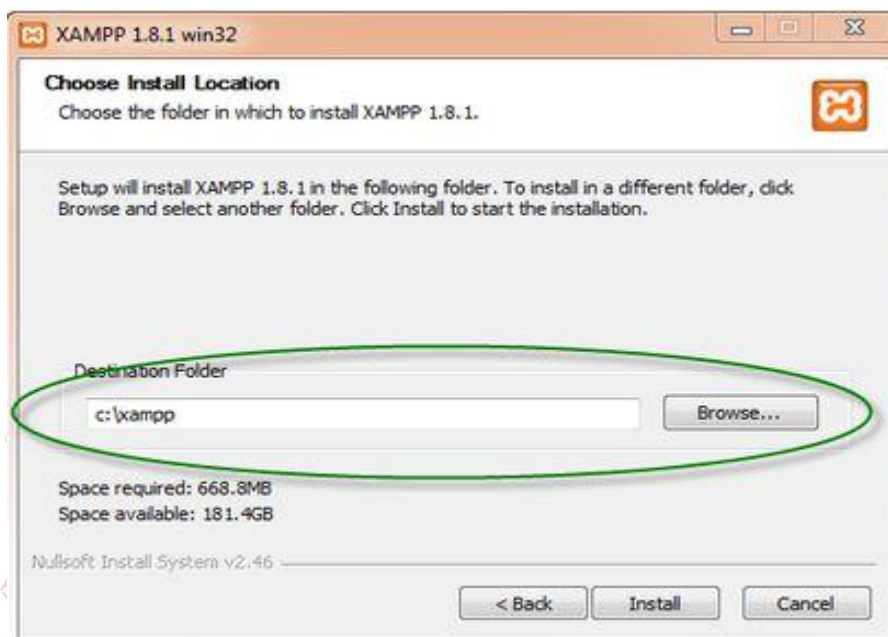 XAMPP 1.8.1 win32
Choose Install Location
Choose the folder in which to install XAMPP 1.8.1.
Setup will install XAMPP 1.8.1 in the following folder. To install in a different folder, click
Browse and select another folder. Click Install to start the installation.
Destination Folder
c:\xampp
Browse...
Space required: 668.8MB
Space available: 181.4GB
Nullsoft Install System v2.46
< Back
Install
Cancel